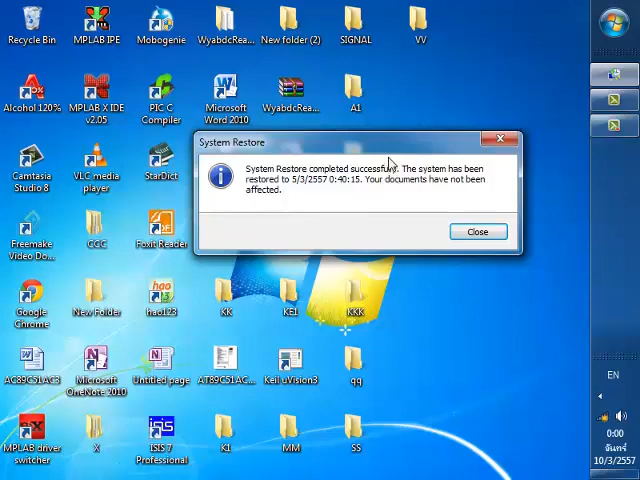 Recycle Bin
MPLAB IPE
Mobogenie
WyabdcRea...
New folder (2)
SIGNAL
VV
Alcohol 120%
MPLAB X IDE
v2.05
PIC C
Compiler
Microsoft
Word 2010
WyabdcRea...
A1
System Restore
System Restore completed successfully. The system has been
restored to 5/3/2557 0:40:15. Your documents have not been
affected.
Close
Camtasia
Studio 8
VLC media
player
StarDict
Freemake
Video Do...
CCC
Foxit Reader
Google
Chrome
New Folder
hao123
KK
KE1
KKK
AC89C51AC3
Microsoft
OneNote 2010
Untitled page
AT89C51AC...
Keil uVision3
qq
MPLAB driver
switcher
X
ISIS 7
Professional
K1
MM
SS
EN
0:00
จันทร์
10/3/2557